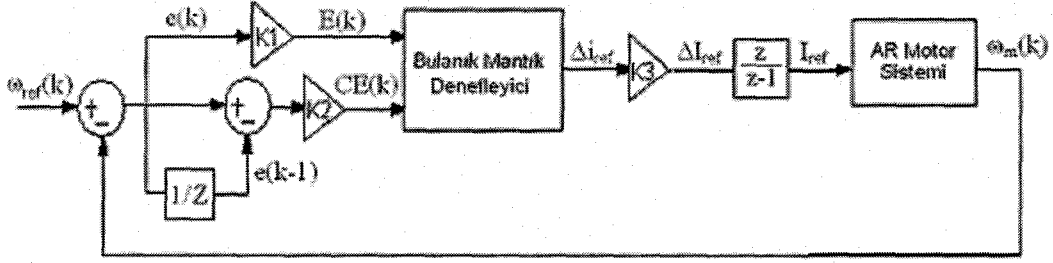 e(k)
K1
E(k)
ω_ref(k)
+
-
+
-
K2
CE(k)
1/Z
e(k-1)
Bulanık Mantık
Denetleyici
Δi_ref
K3
ΔI_ref
z
z-1
I_ref
AR Motor
Sistemi
ω_m(k)